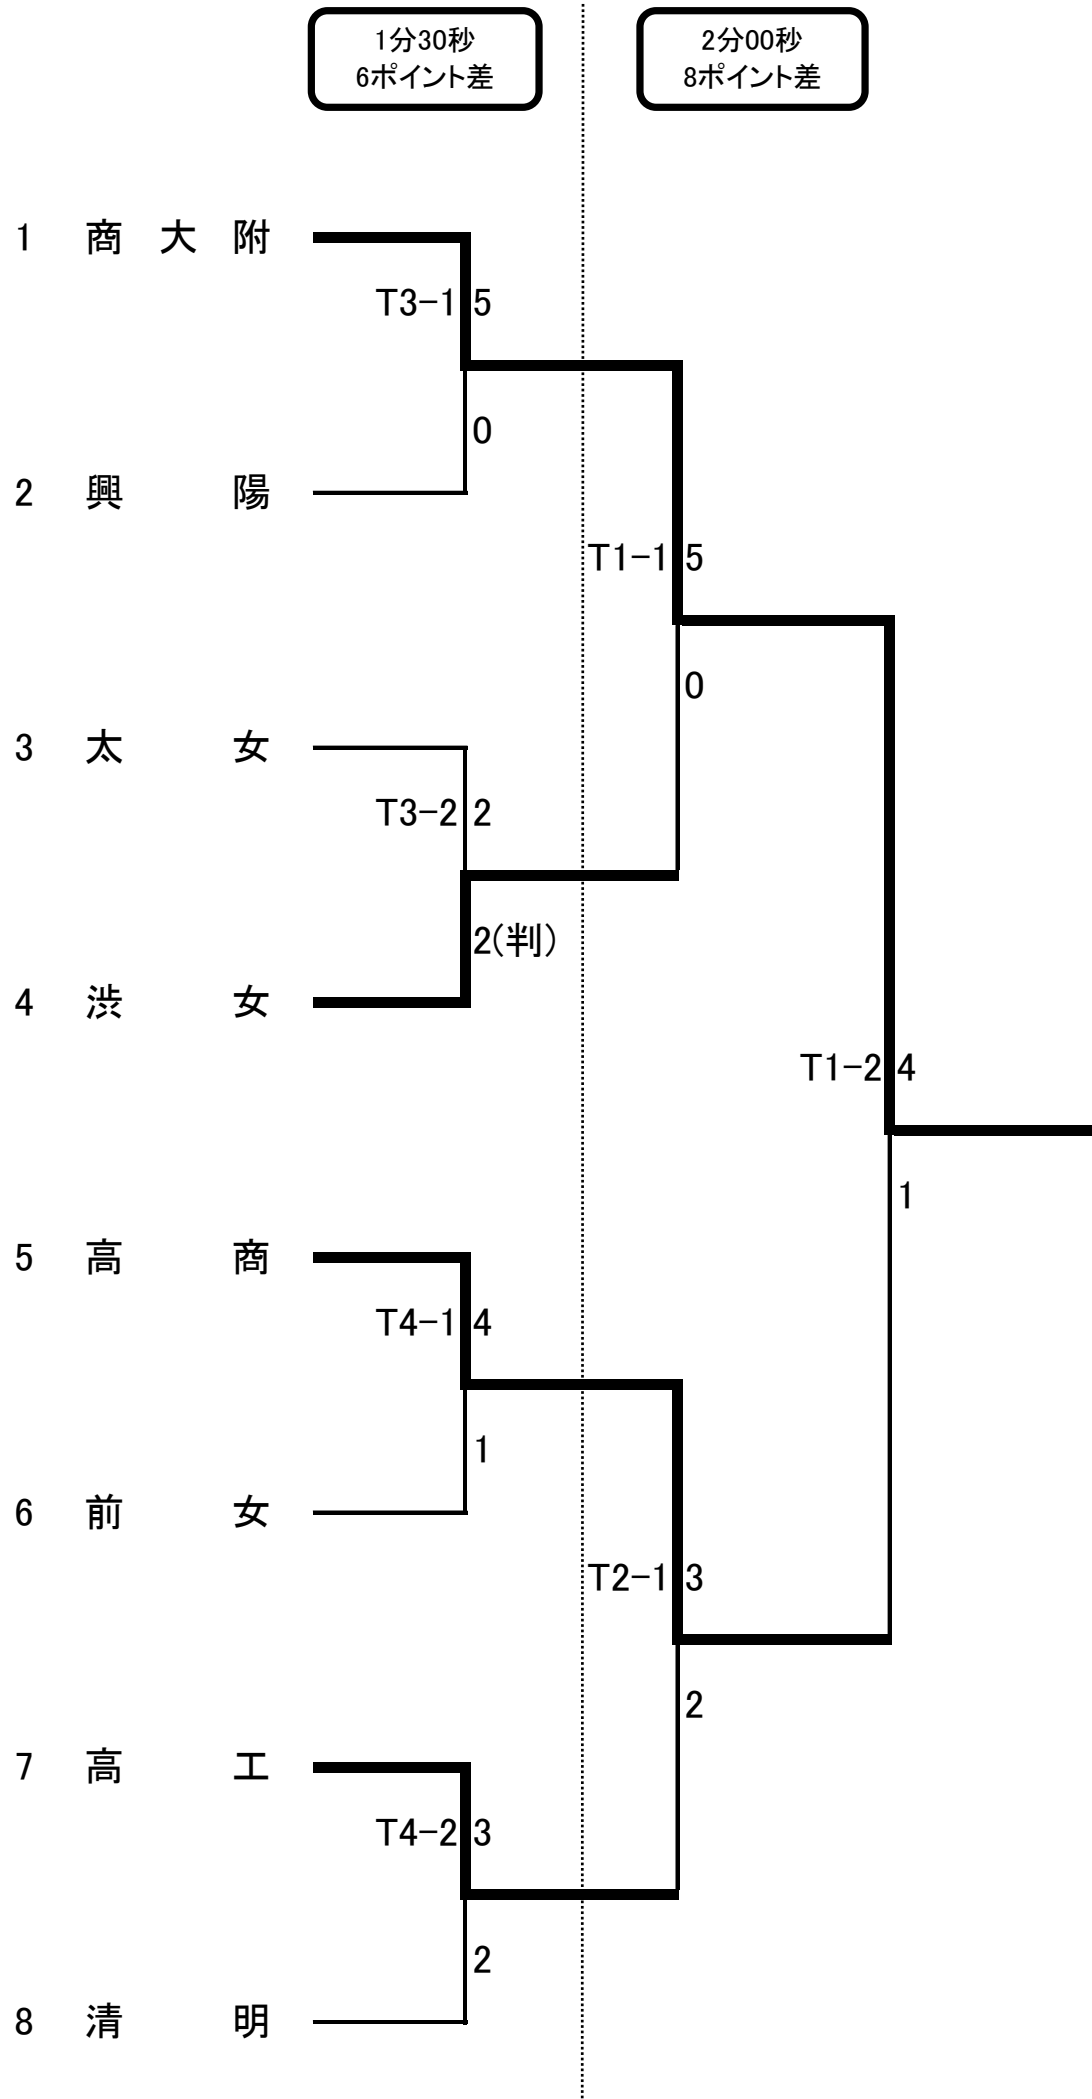 1分30秒
6ポイント差
2分00秒
8ポイント差
1 商大附
T3-1 5
0
2 興陽
T1-1 5
0
3 太女
T3-2 2
2(判)
4 渋女
T1-2 4
1
5 高商
T4-1 4
1
6 前女
T2-1 3
2
7 高工
T4-2 3
2
8 清明